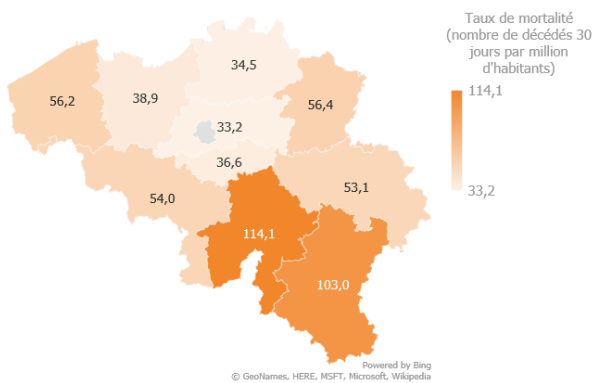 Taux de mortalité
(nombre de décédés 30
jours par million
d'habitants)
114,1
33,2
34,5
56,2
38,9
56,4
33,2
36,6
54,0
53,1
114,1
103,0
Powered by Bing
© GeoNames, HERE, MSFT, Microsoft, Wikipedia